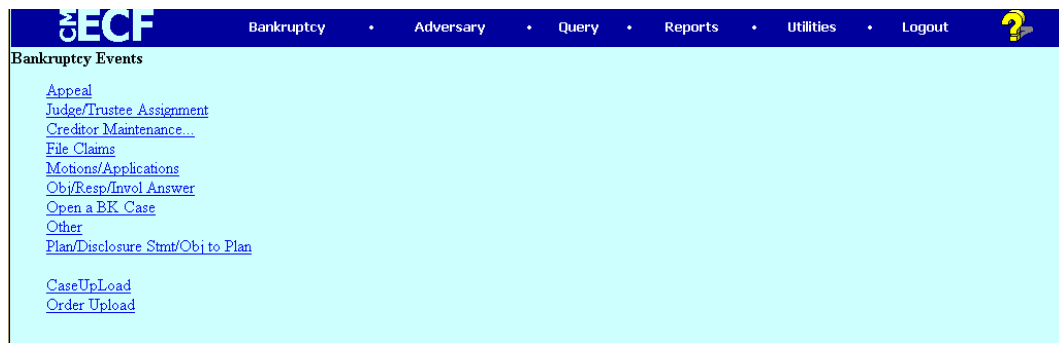 CM ECF Bankruptcy • Adversary • Query • Reports • Utilities • Logout ?
Bankruptcy Events
Appeal
Judge/Trustee Assignment
Creditor Maintenance...
File Claims
Motions/Applications
Obj/Resp/Invol Answer
Open a BK Case
Other
Plan/Disclosure Stmt/Obj to Plan
CaseUpLoad
Order Upload